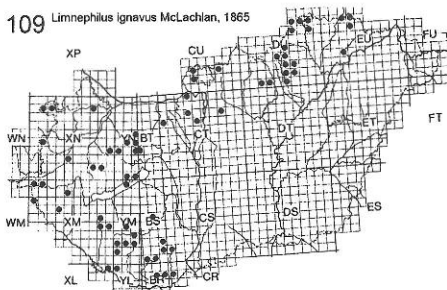 109 Limnephilus ignavus McLachlan, 1865
XP CU DU EU FU
WN XN YN BT CT DT ET FT
WM XM YM BS CS DS ES
XL YL BR CR